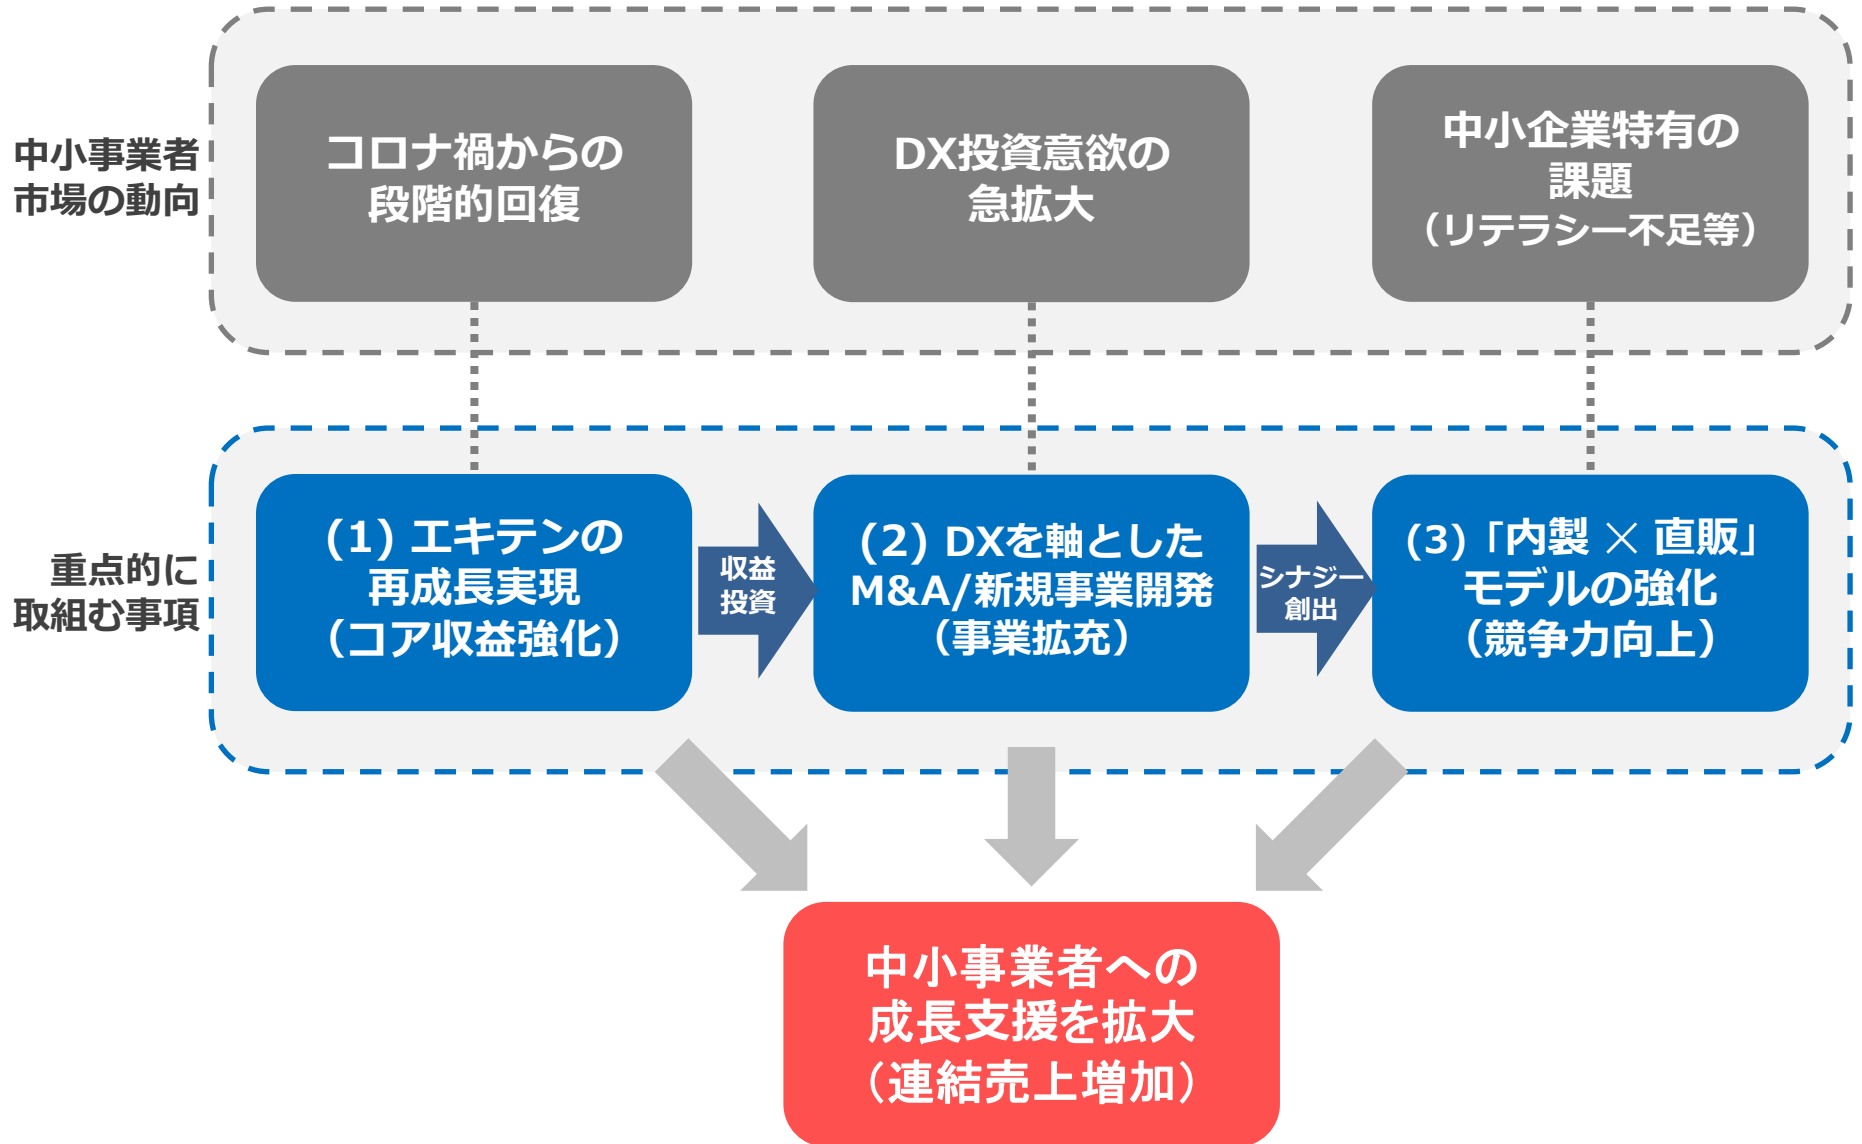 中小事業者
市場の動向
コロナ禍からの
段階的回復
DX投資意欲の
急拡大
中小企業特有の
課題
（リテラシー不足等）
重点的に
取組む事項
(1) エキテンの
再成長実現
（コア収益強化）
収益
投資
(2) DXを軸とした
M&A/新規事業開発
（事業拡充）
シナジー
創出
(3)「内製 × 直販」
モデルの強化
（競争力向上）
中小事業者への
成長支援を拡大
（連結売上増加）